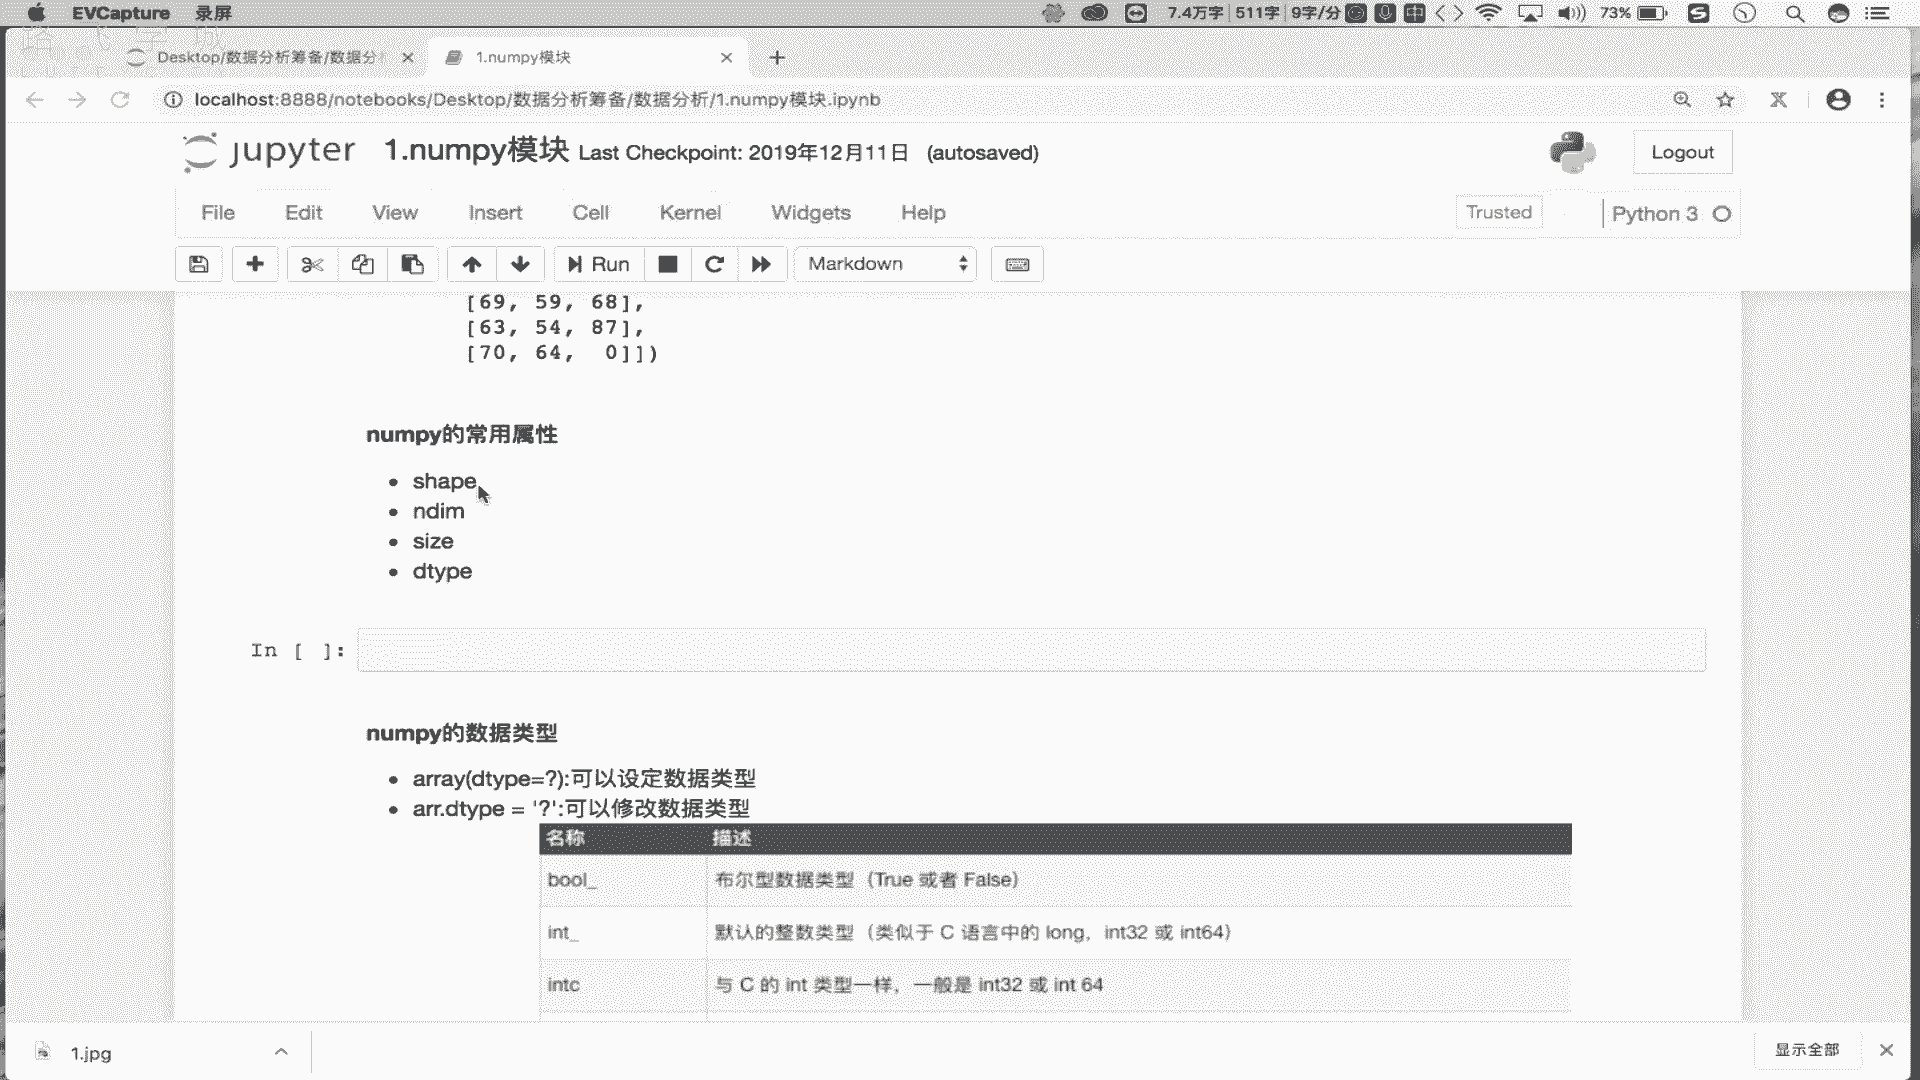 EVCapture 录屏 7.4万字 511字 9字/分 中 73%
Desktop/数据分析筹备/数据分析 1.numpy模块
localhost:8888/notebooks/Desktop/数据分析筹备/数据分析/1.numpy模块.ipynb
jupyter 1.numpy模块 Last Checkpoint: 2019年12月11日 (autosaved) Logout
File Edit View Insert Cell Kernel Widgets Help Trusted Python 3
Run Markdown
[69, 59, 68],
[63, 54, 87],
[70, 64, 0]])
numpy的常用属性
• shape
• ndim
• size
• dtype
In [ ]:
numpy的数据类型
• array(dtype=?):可以设定数据类型
• arr.dtype = '?':可以修改数据类型
名称 描述
bool_ 布尔型数据类型（True 或者 False）
int_ 默认的整数类型（类似于 C 语言中的 long，int32 或 int64）
intc 与 C 的 int 类型一样，一般是 int32 或 int 64
1.jpg 显示全部